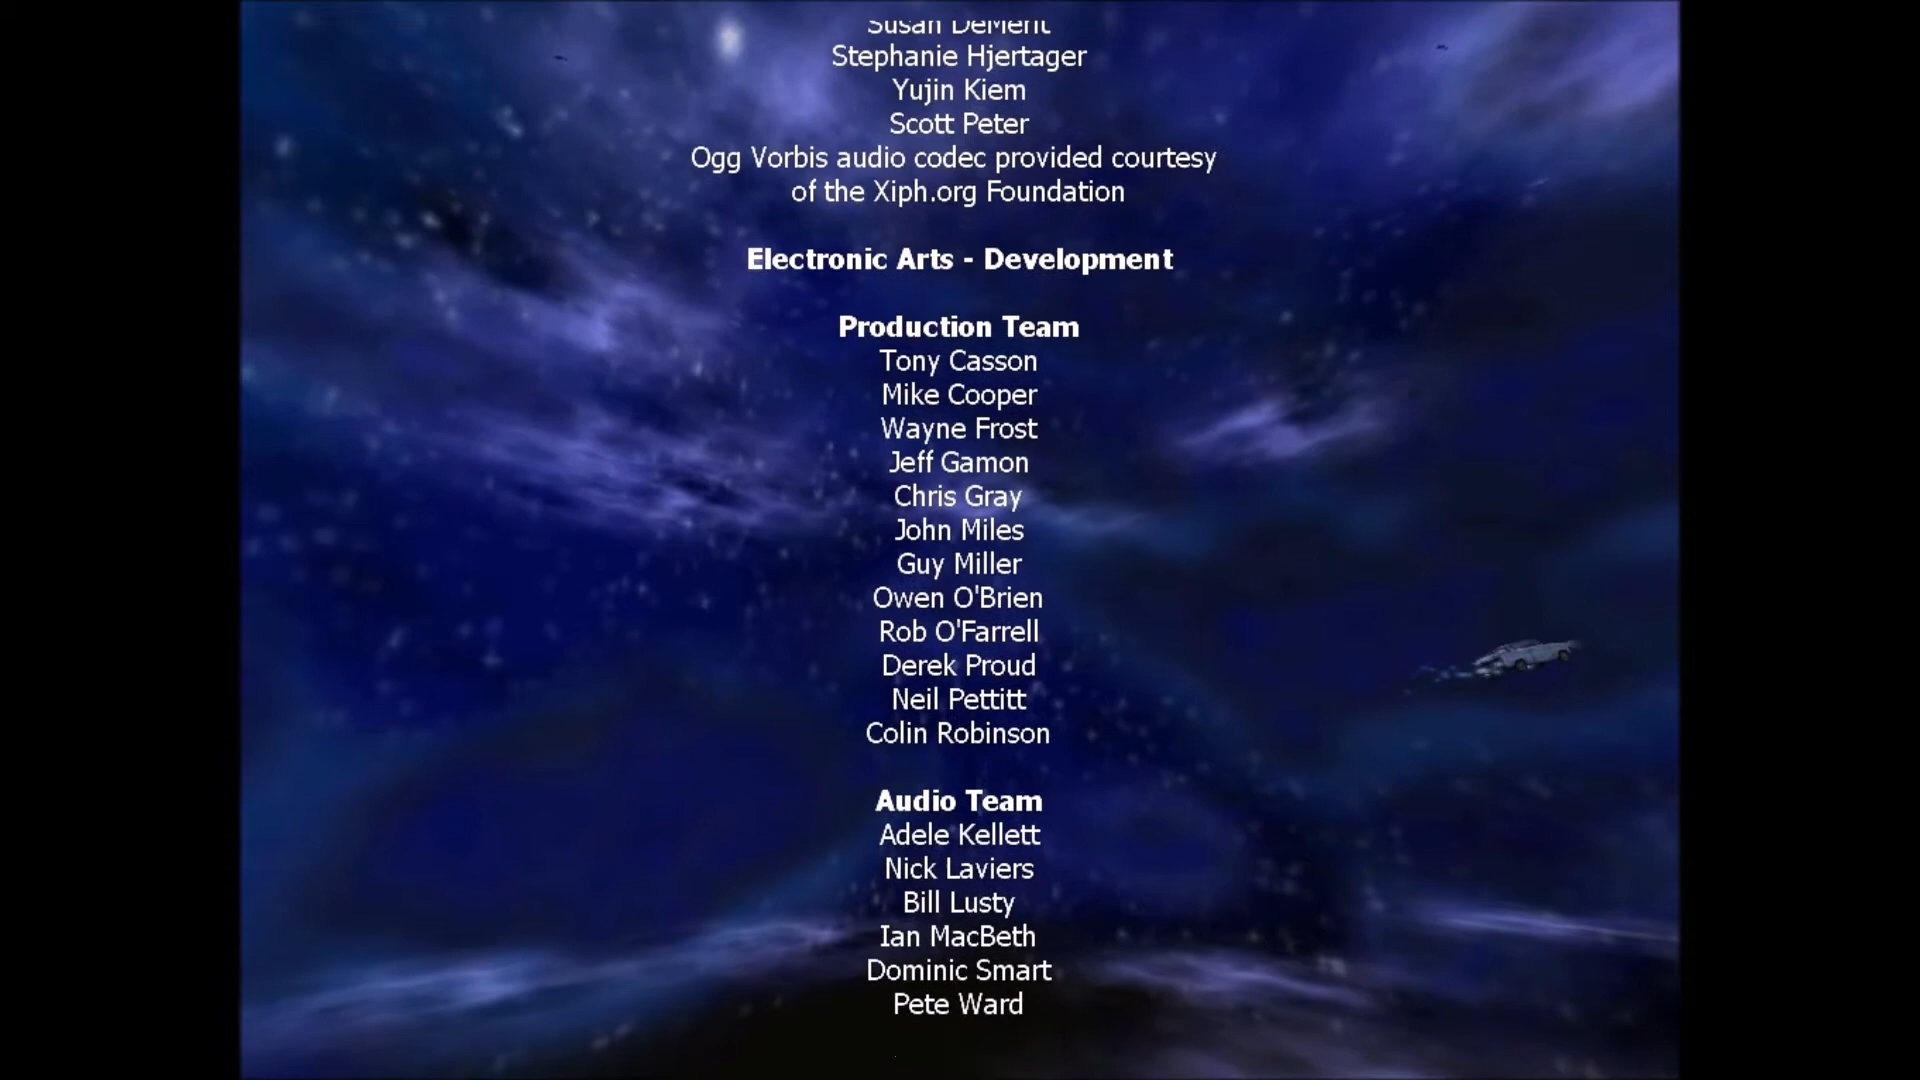 Susan DeMent
Stephanie Hjertager
Yujin Kiem
Scott Peter
Ogg Vorbis audio codec provided courtesy
of the Xiph.org Foundation
Electronic Arts - Development
Production Team
Tony Casson
Mike Cooper
Wayne Frost
Jeff Gamon
Chris Gray
John Miles
Guy Miller
Owen O'Brien
Rob O'Farrell
Derek Proud
Neil Pettitt
Colin Robinson
Audio Team
Adele Kellett
Nick Laviers
Bill Lusty
Ian MacBeth
Dominic Smart
Pete Ward